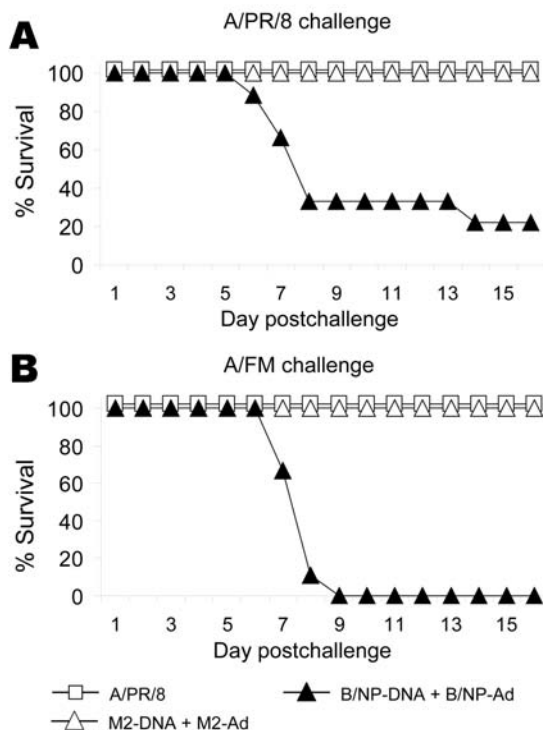 A
A/PR/8 challenge
% Survival
100
80
60
40
20
0
1 3 5 7 9 11 13 15
Day postchallenge
B
A/FM challenge
% Survival
100
80
60
40
20
0
1 3 5 7 9 11 13 15
Day postchallenge
A/PR/8 B/NP-DNA + B/NP-Ad
M2-DNA + M2-Ad